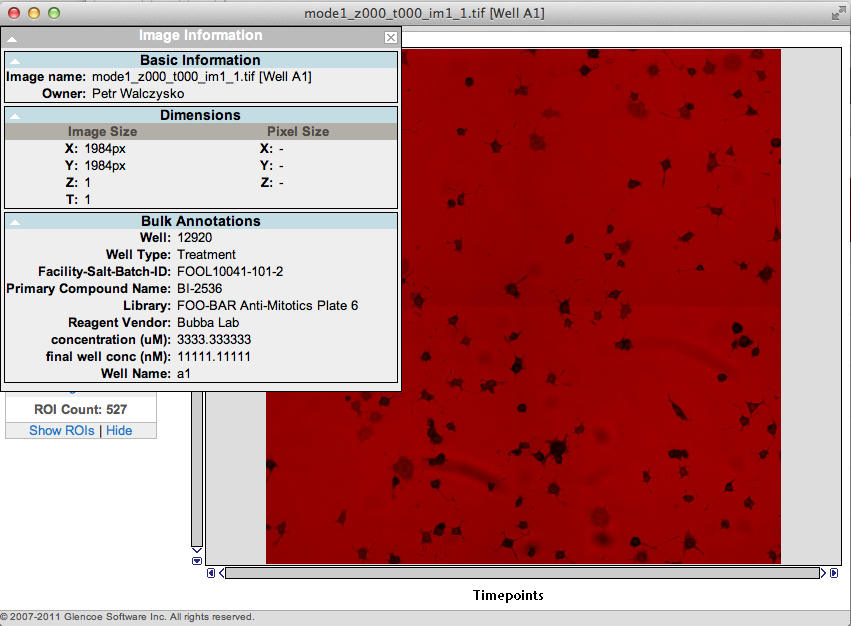 mode1_z000_t000_im1_1.tif [Well A1]
Image Information
Basic Information
Image name: mode1_z000_t000_im1_1.tif [Well A1]
Owner: Petr Walczysko
Dimensions
Image Size Pixel Size
X: 1984px X: -
Y: 1984px Y: -
Z: 1 Z: -
T: 1
Bulk Annotations
Well: 12920
Well Type: Treatment
Facility-Salt-Batch-ID: FOOL10041-101-2
Primary Compound Name: BI-2536
Library: FOO-BAR Anti-Mitotics Plate 6
Reagent Vendor: Bubba Lab
concentration (uM): 3333.333333
final well conc (nM): 11111.11111
Well Name: a1
ROI Count: 527
Show ROIs | Hide
Timepoints
© 2007-2011 Glencoe Software Inc. All rights reserved.